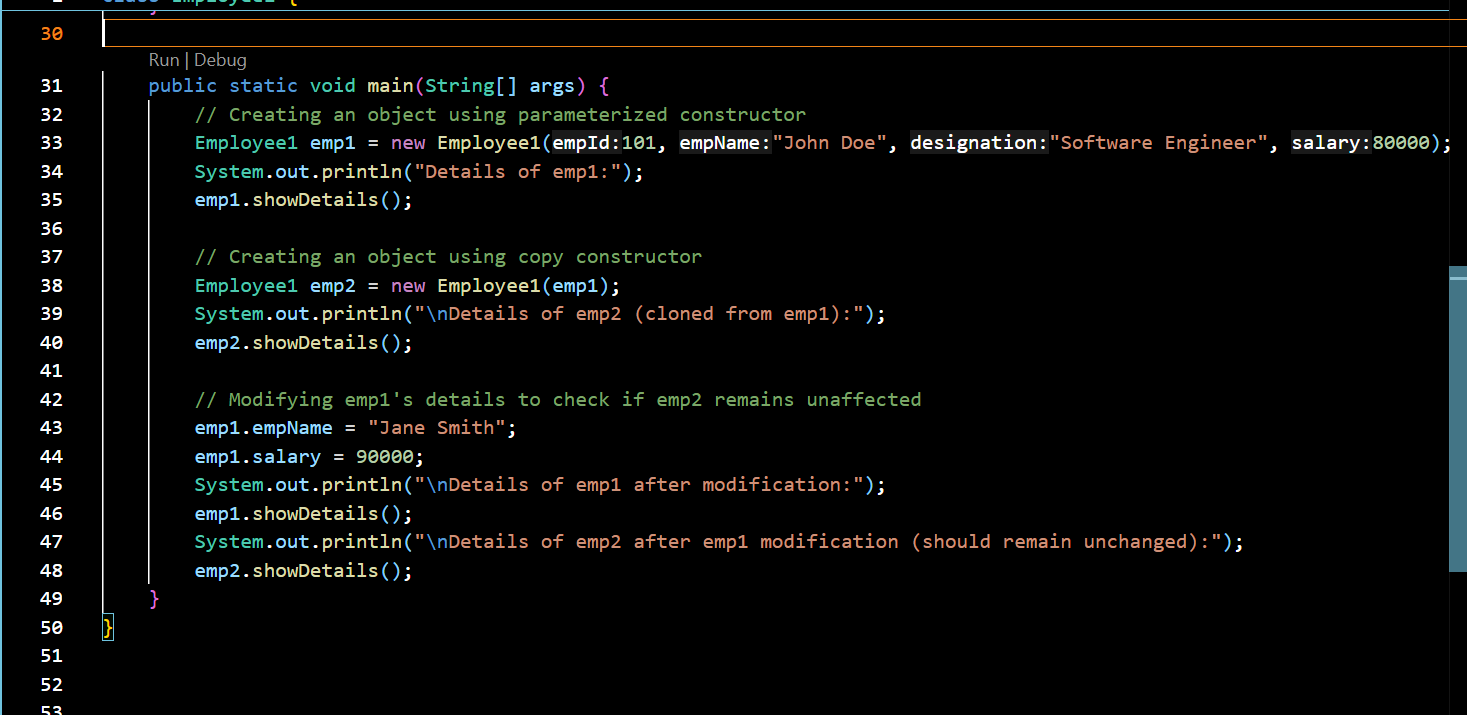 30
Run | Debug
31 public static void main(String[] args) {
32 // Creating an object using parameterized constructor
33 Employee1 emp1 = new Employee1(empId:101, empName:"John Doe", designation:"Software Engineer", salary:80000);
34 System.out.println("Details of emp1:");
35 emp1.showDetails();
36
37 // Creating an object using copy constructor
38 Employee1 emp2 = new Employee1(emp1);
39 System.out.println("\nDetails of emp2 (cloned from emp1):");
40 emp2.showDetails();
41
42 // Modifying emp1's details to check if emp2 remains unaffected
43 emp1.empName = "Jane Smith";
44 emp1.salary = 90000;
45 System.out.println("\nDetails of emp1 after modification:");
46 emp1.showDetails();
47 System.out.println("\nDetails of emp2 after emp1 modification (should remain unchanged):");
48 emp2.showDetails();
49 }
50 }
51
52
53